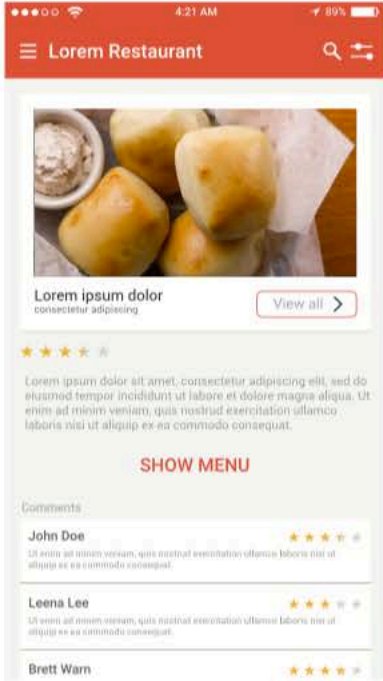 4:21 AM
89%
Lorem Restaurant
Lorem ipsum dolor
consectetur adipiscing
View all
Lorem ipsum dolor sit amet, consectetur adipiscing elit, sed do
eiusmod tempor incididunt ut labore et dolore magna aliqua. Ut
enim ad minim veniam, quis nostrud exercitation ullamco
laboris nisi ut aliquip ex ea commodo consequat.
SHOW MENU
Comments
John Doe
Ut enim ad minim veniam, quis nostrud exercitation ullamco laboris nisi ut
aliquip ex ea commodo consequat.
Leena Lee
Ut enim ad minim veniam, quis nostrud exercitation ullamco laboris nisi ut
aliquip ex ea commodo consequat.
Brett Warn